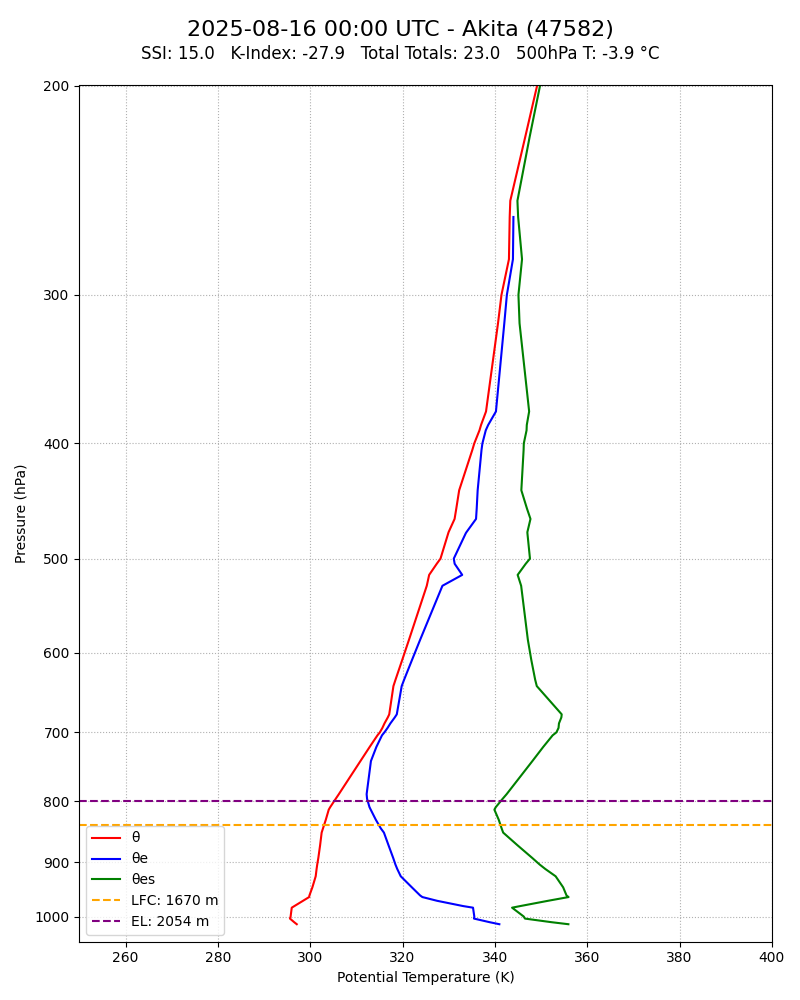 2025-08-16 00:00 UTC - Akita (47582)
SSI: 15.0   K-Index: -27.9   Total Totals: 23.0   500hPa T: -3.9 °C
200
300
400
500
600
700
800
900
1000
Pressure (hPa)
θ
θe
θes
LFC: 1670 m
EL: 2054 m
260
280
300
320
340
360
380
400
Potential Temperature (K)